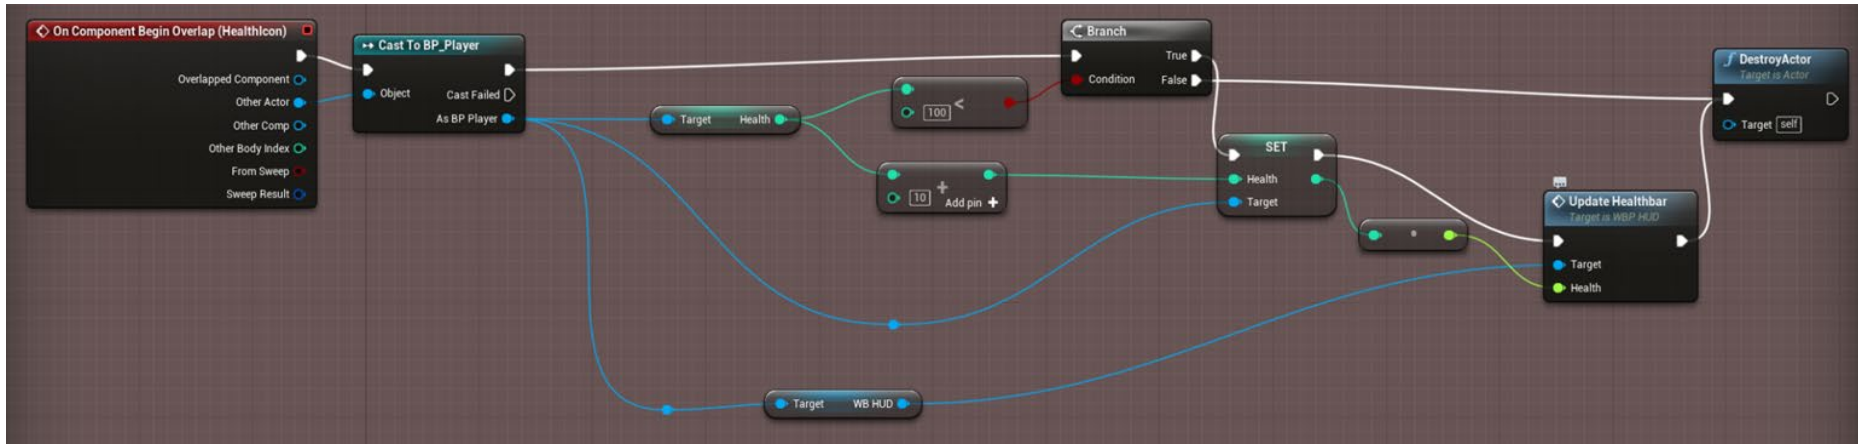 On Component Begin Overlap (HealthIcon)
Overlapped Component
Other Actor
Other Comp
Other Body Index
From Sweep
Sweep Result
Cast To BP_Player
Object
Cast Failed
As BP Player
Target Health
<
100
+
10
Add pin +
Branch
True
Condition
False
SET
Health
Target
Target WB HUD
Update Healthbar
Target is WBP HUD
Target
Health
DestroyActor
Target is Actor
Target self